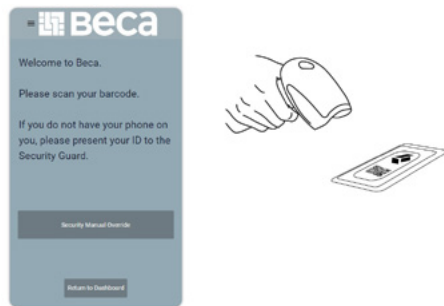 Beca
Welcome to Beca.
Please scan your barcode.
If you do not have your phone on
you, please present your ID to the
Security Guard.
Security Manual Override
Return to Dashboard